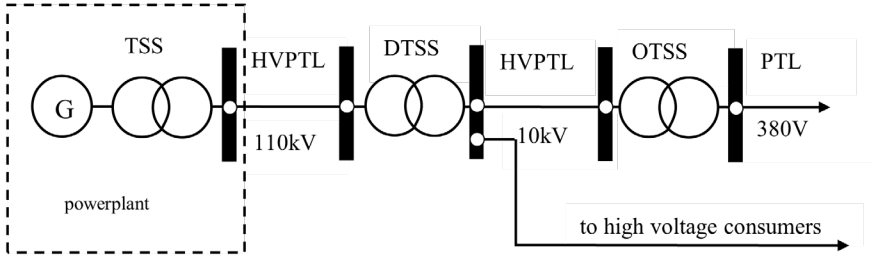 TSS
HVPTL
DTSS
HVPTL
OTSS
PTL
G
110kV
10kV
380V
powerplant
to high voltage consumers